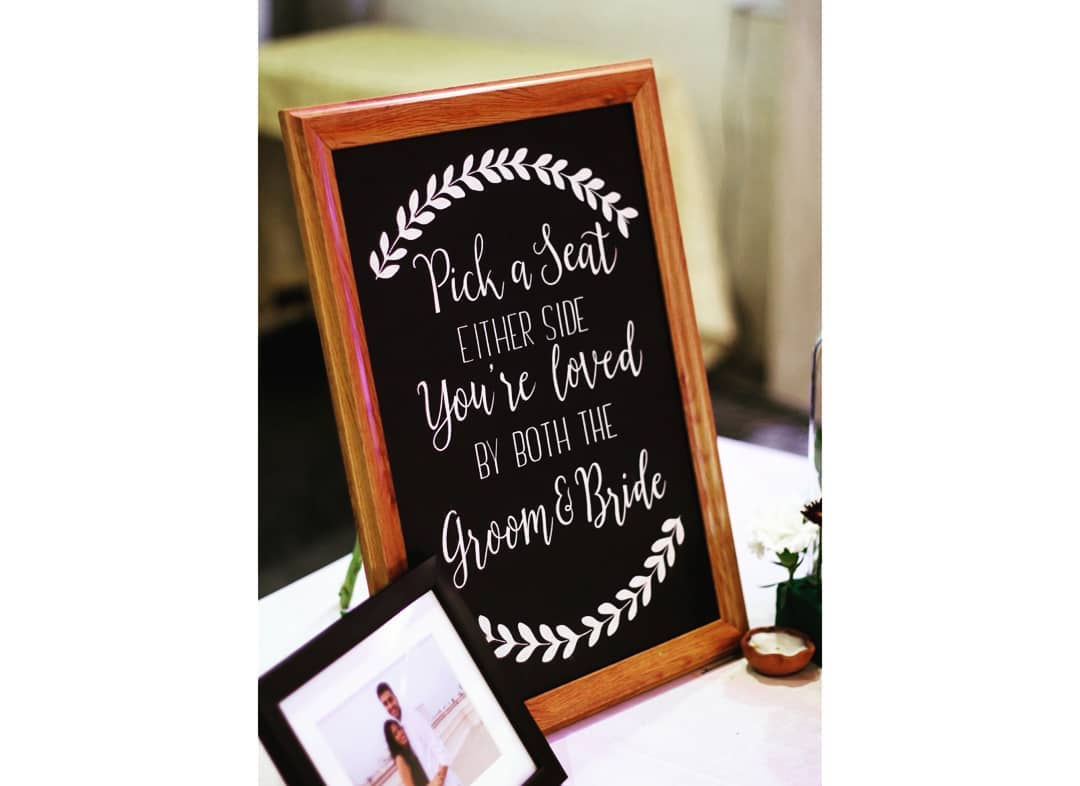 Pick a Seat
EITHER SIDE
You're loved
BY BOTH THE
Groom & Bride